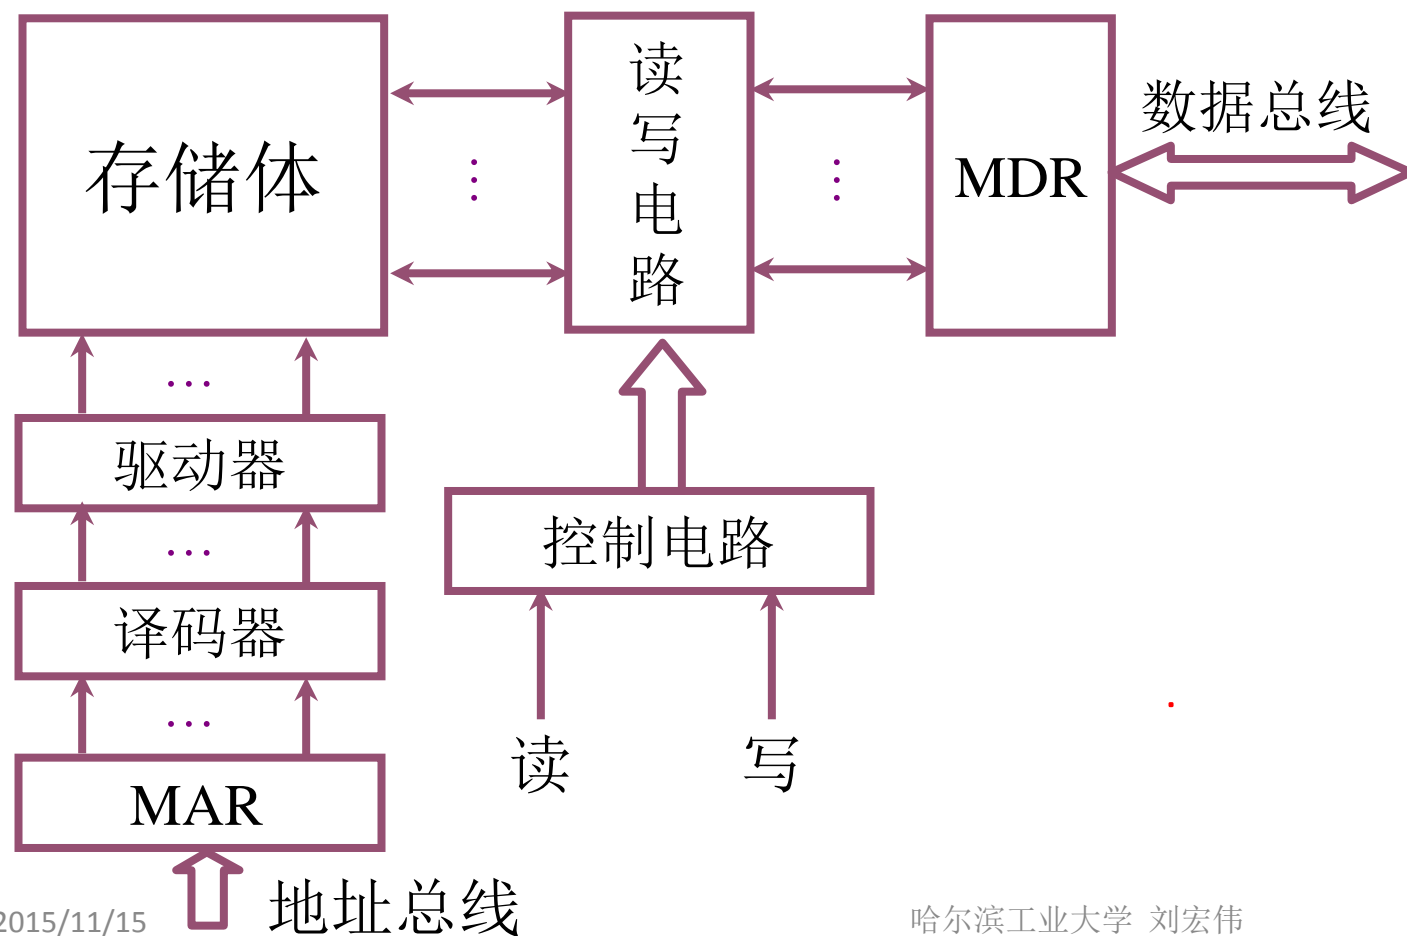 存储体
读写电路
MDR
数据总线
…
…
…
驱动器
…
译码器
…
MAR
控制电路
读
写
地址总线
2015/11/15
哈尔滨工业大学 刘宏伟